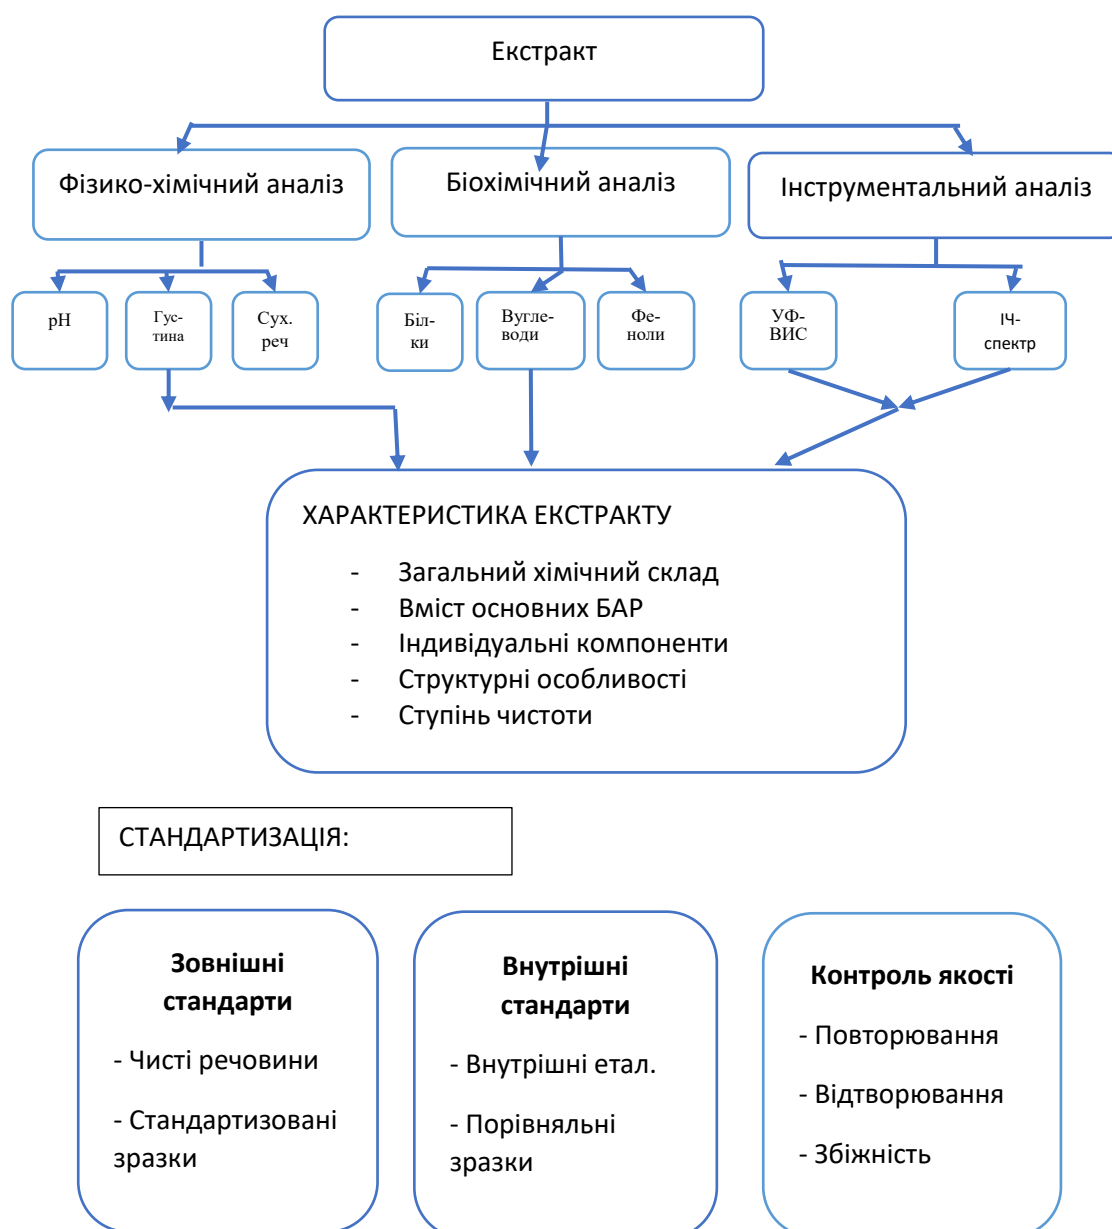 Екстракт
Фізико-хімічний аналіз
Біохімічний аналіз
Інструментальний аналіз
pH
Гус-
тина
Сух.
реч
Біл-
ки
Вугле-
води
Фе-
ноли
УФ-
ВИС
ІЧ-
спектр
ХАРАКТЕРИСТИКА ЕКСТРАКТУ
- Загальний хімічний склад
- Вміст основних БАР
- Індивідуальні компоненти
- Структурні особливості
- Ступінь чистоти
СТАНДАРТИЗАЦІЯ:
Зовнішні
стандарти
- Чисті речовини
- Стандартизовані
зразки
Внутрішні
стандарти
- Внутрішні етал.
- Порівняльні
зразки
Контроль якості
- Повторювання
- Відтворювання
- Збіжність